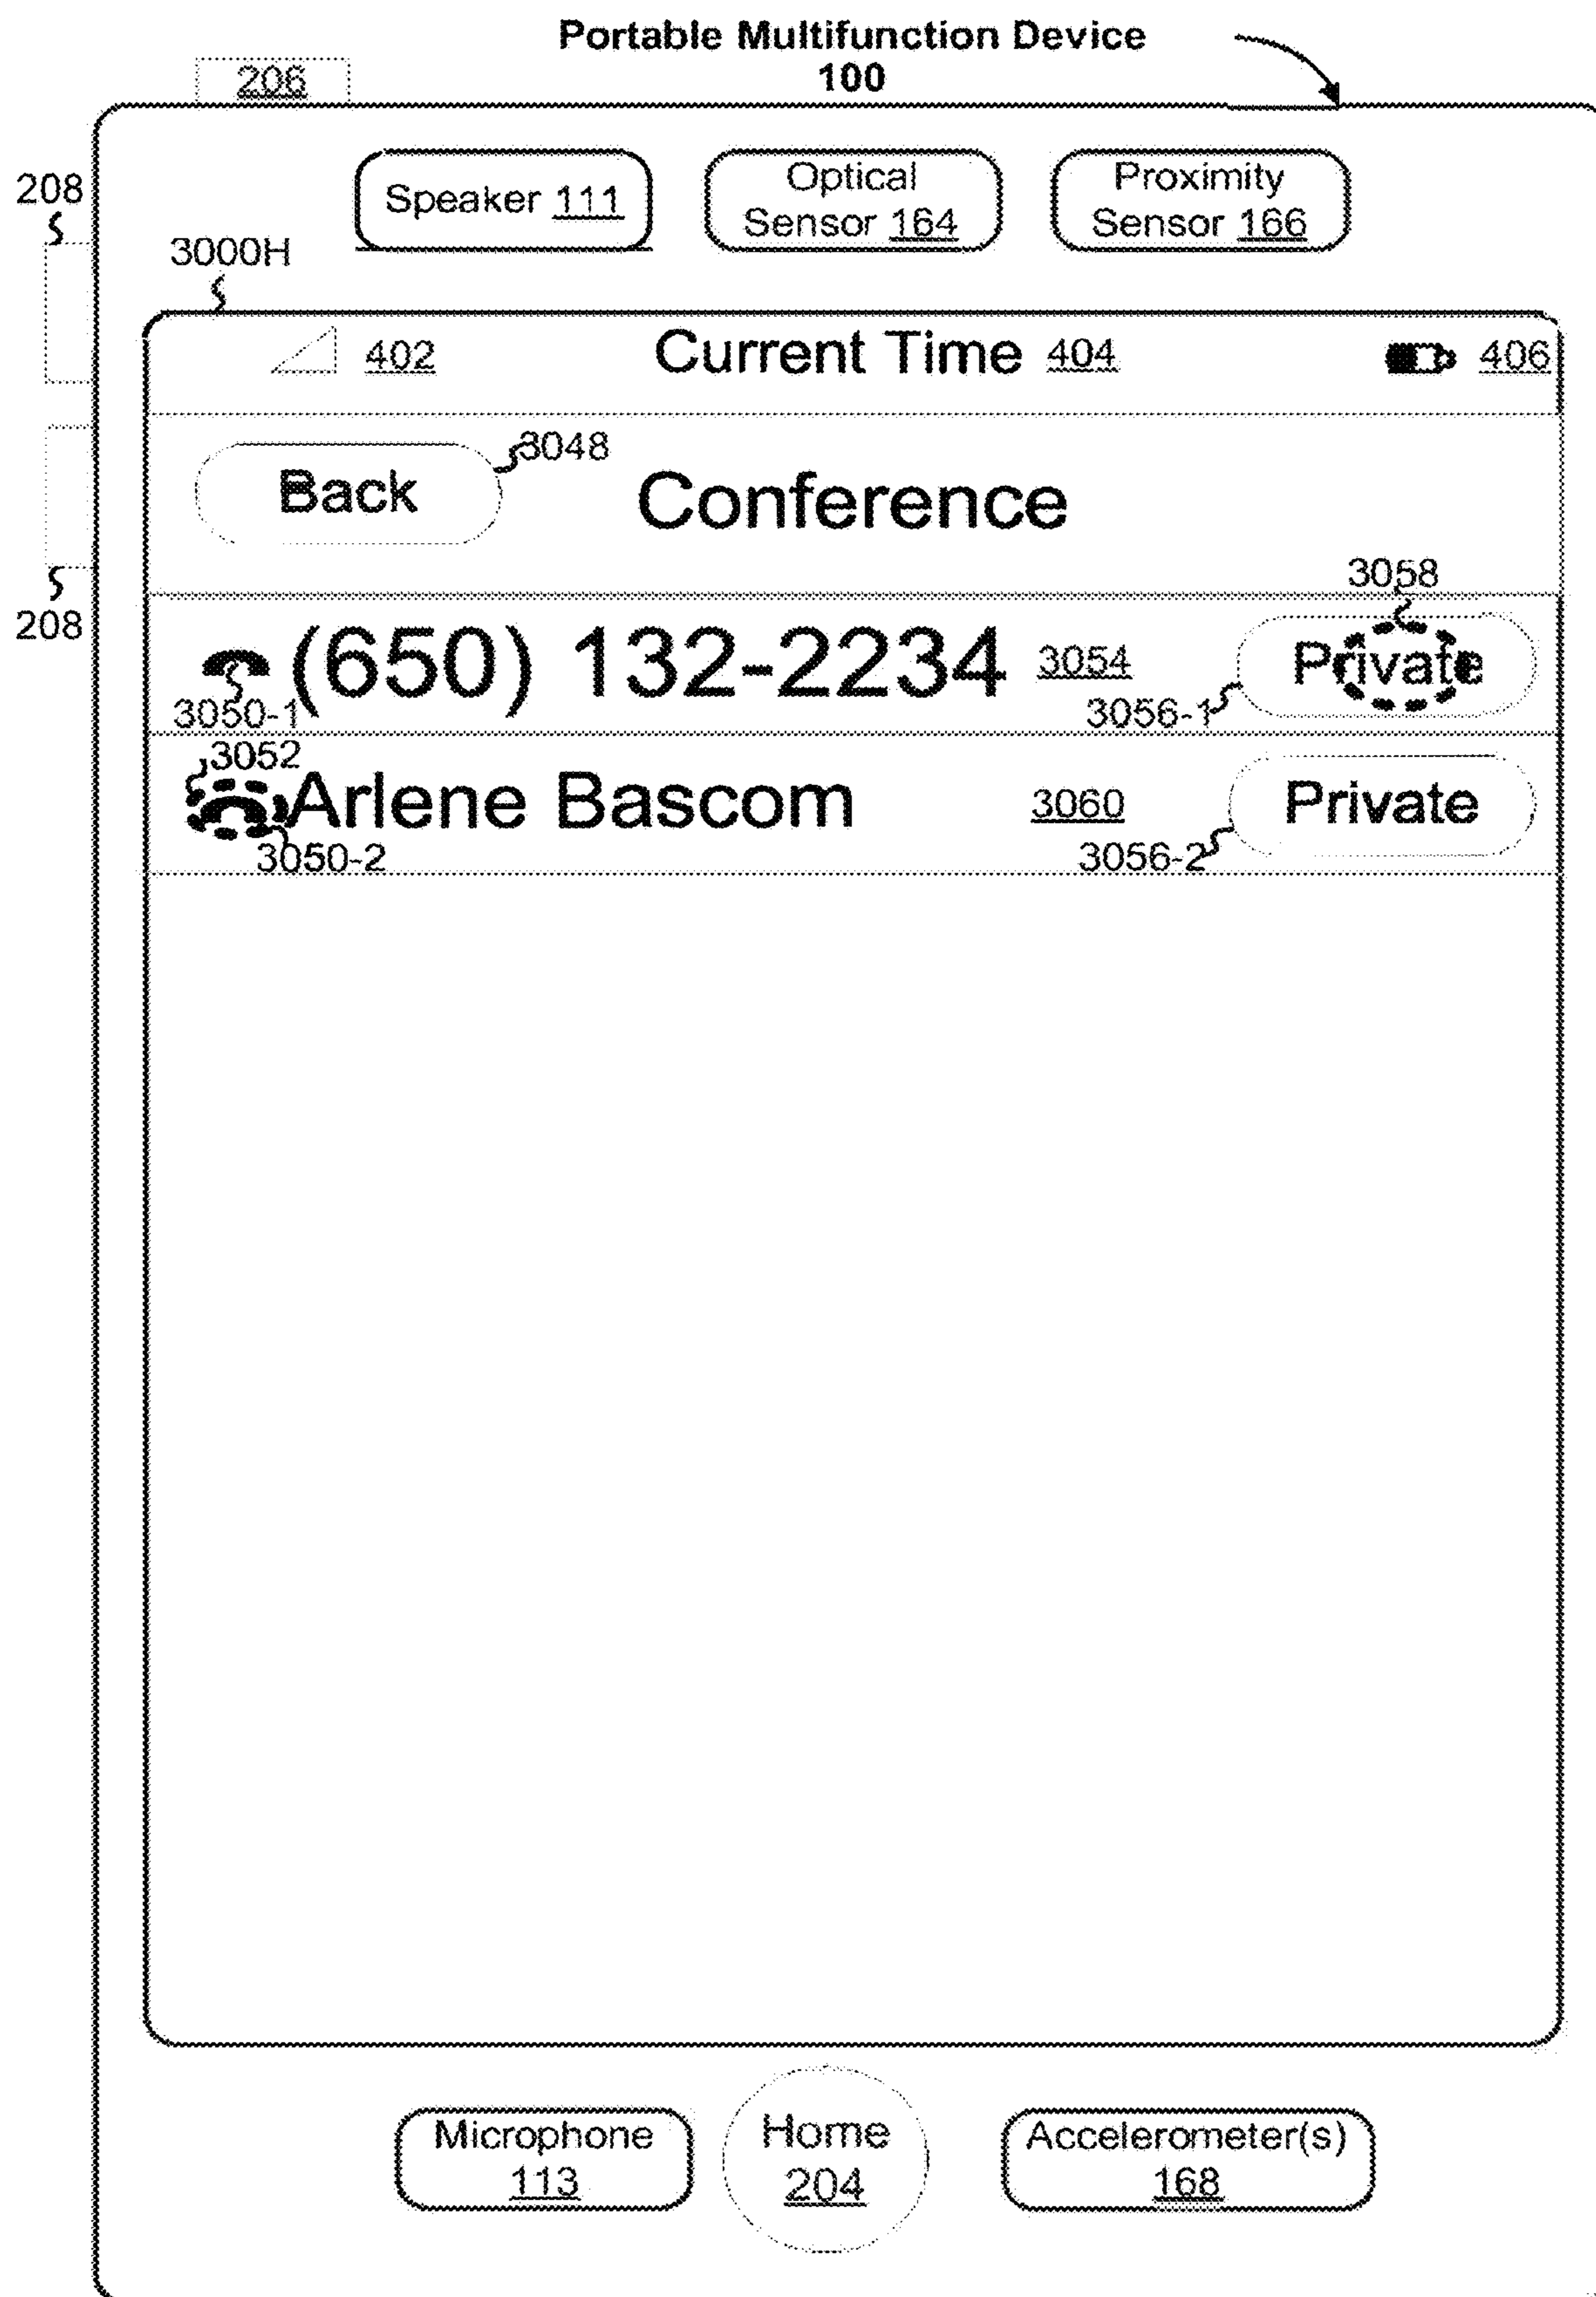 Portable Multifunction Device
100
206
208
Speaker 111
Optical
Sensor 164
Proximity
Sensor 166
3000H
402
Current Time 404
406
Back
3048
Conference
208
3058
(650) 132-2234
3054
Private
3050-1
3056-1
3052
Arlene Bascom
3060
Private
3050-2
3056-2
Microphone
113
Home
204
Accelerometer(s)
168